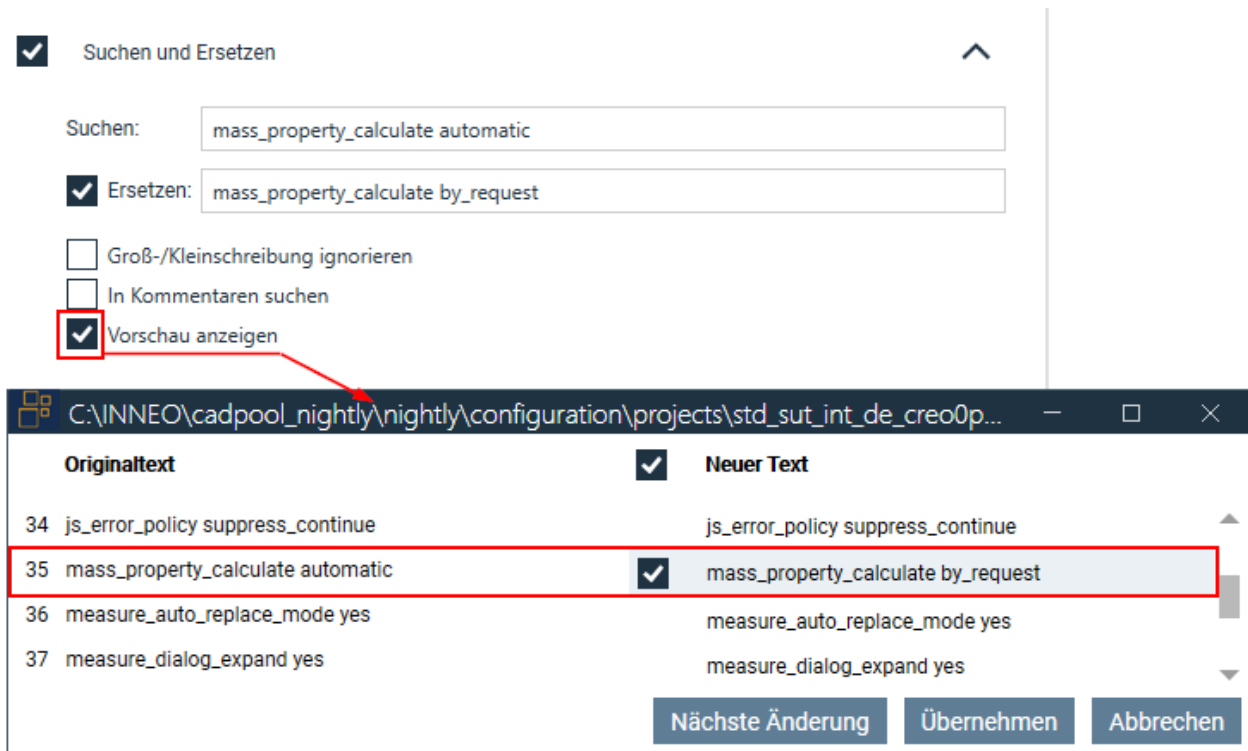 Suchen und Ersetzen
Suchen: mass_property_calculate automatic
Ersetzen: mass_property_calculate by_request
Groß-/Kleinschreibung ignorieren
In Kommentaren suchen
Vorschau anzeigen
C:\INNEO\cadpool_nightly\nightly\configuration\projects\std_sut_int_de_creo0p...
Originaltext Neuer Text
34 js_error_policy suppress_continue js_error_policy suppress_continue
35 mass_property_calculate automatic mass_property_calculate by_request
36 measure_auto_replace_mode yes measure_auto_replace_mode yes
37 measure_dialog_expand yes measure_dialog_expand yes
Nächste Änderung Übernehmen Abbrechen